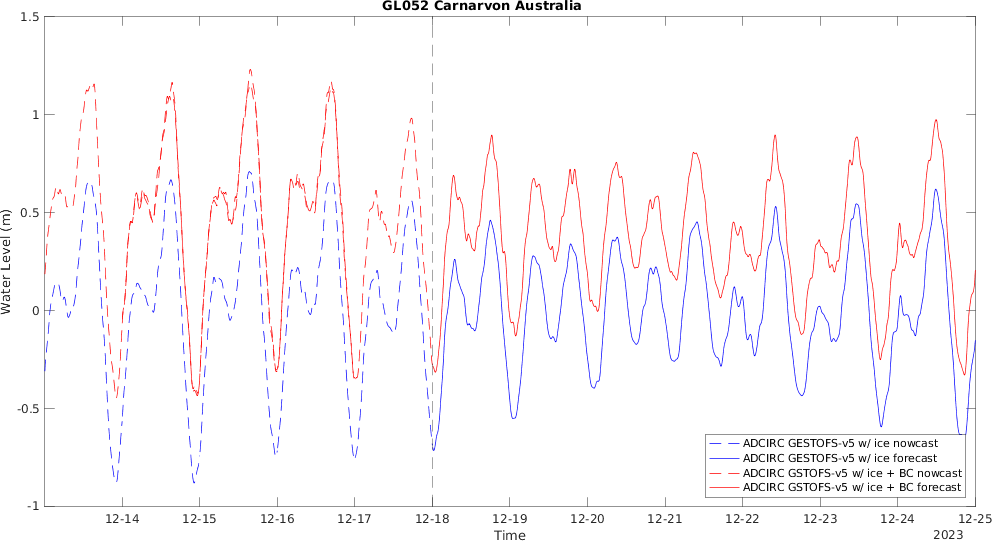 GL052 Carnarvon Australia
1.5
1
0.5
0
-0.5
-1
Water Level (m)
12-14 12-15 12-16 12-17 12-18 12-19 12-20 12-21 12-22 12-23 12-24 12-25
Time
2023
ADCIRC GESTOFS-v5 w/ ice nowcast
ADCIRC GESTOFS-v5 w/ ice forecast
ADCIRC GSTOFS-v5 w/ ice + BC nowcast
ADCIRC GSTOFS-v5 w/ ice + BC forecast